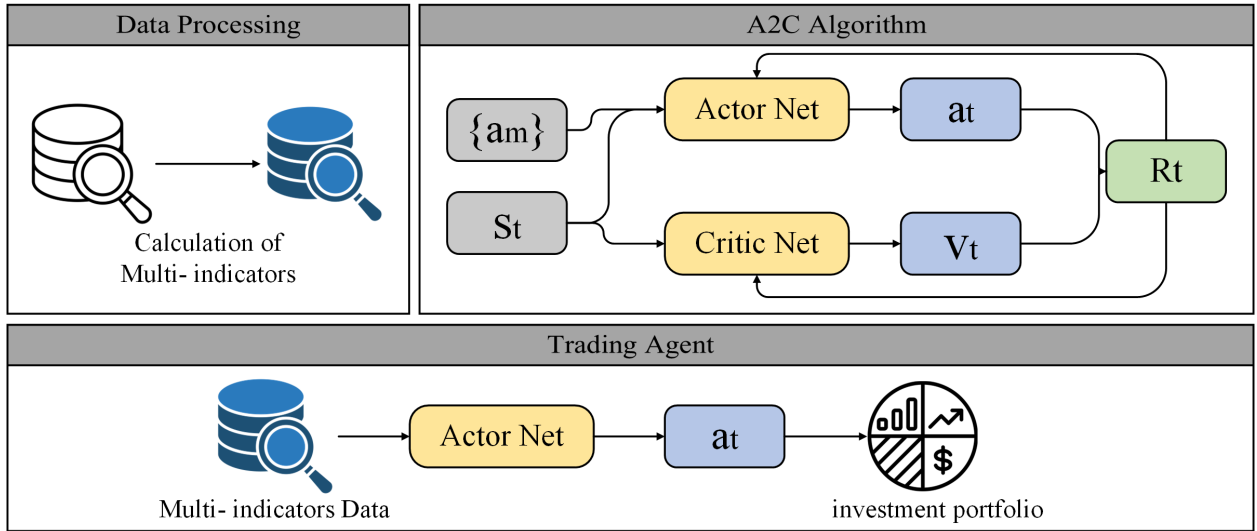 Data Processing
Calculation of
Multi- indicators
A2C Algorithm
{am}
St
Actor Net
at
Critic Net
Vt
Rt
Trading Agent
Multi- indicators Data
Actor Net
at
$
investment portfolio